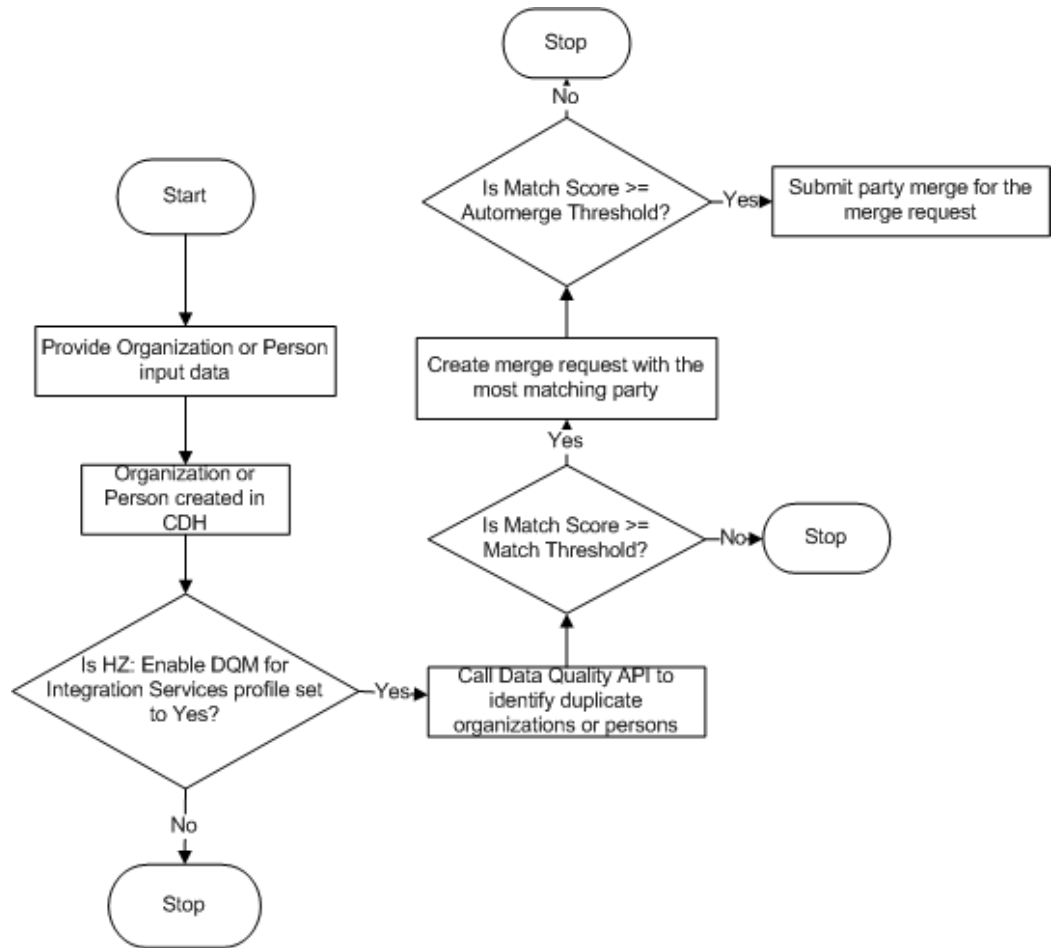 Start
Provide Organization or Person
input data
Organization or
Person created in
CDH
Is HZ: Enable DQM for
Integration Services profile set
to Yes?
No
Stop
Yes
Call Data Quality API to
identify duplicate
organizations or persons
Is Match Score >=
Match Threshold?
No
Stop
Yes
Create merge request with the
most matching party
Is Match Score >=
Automerge Threshold?
No
Stop
Yes
Submit party merge for the
merge request